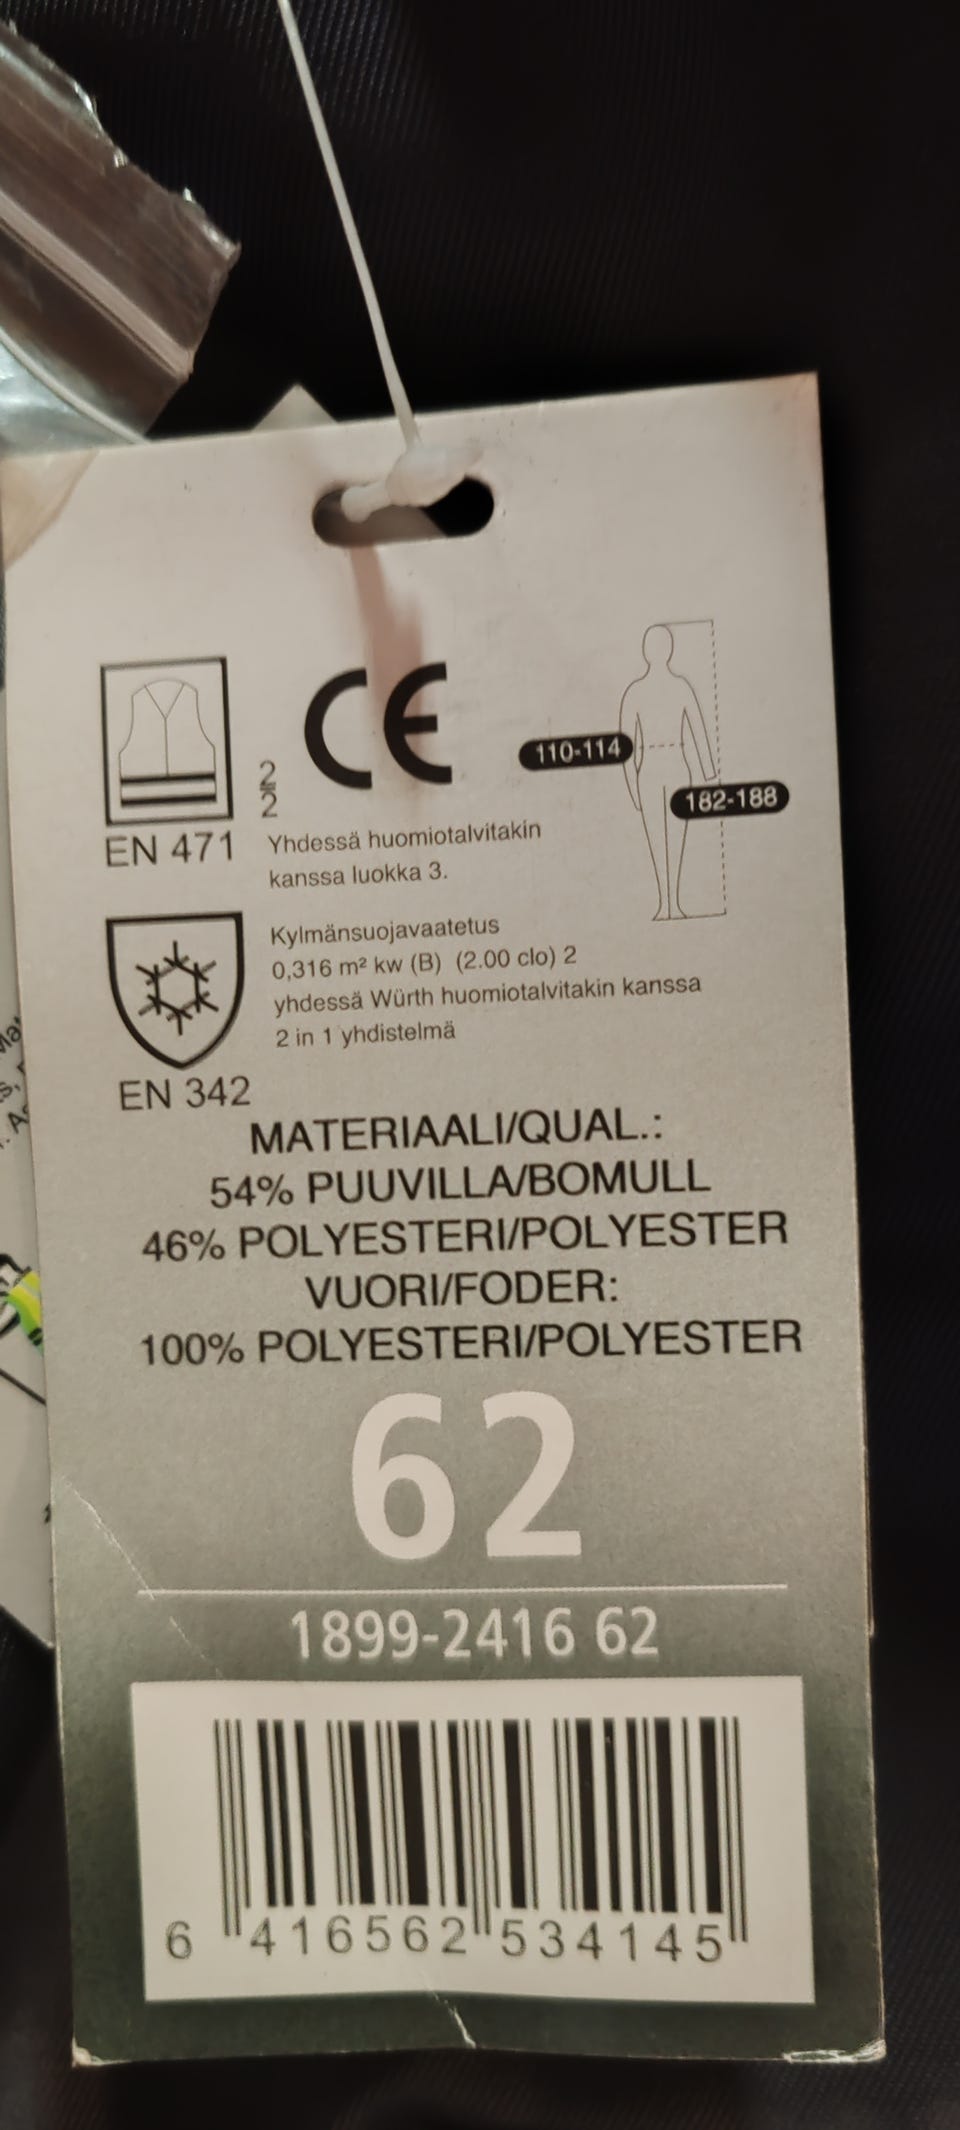 CE
110-114
182-188
2
2
EN 471
Yhdessä huomiotalvitakin
kanssa luokka 3.
Kylmänsuojavaatetus
0,316 m² kw (B) (2.00 clo) 2
yhdessä Würth huomiotalvitakin kanssa
2 in 1 yhdistelmä
EN 342
MATERIAALI/QUAL.:
54% PUUVILLA/BOMULL
46% POLYESTERI/POLYESTER
VUORI/FODER:
100% POLYESTERI/POLYESTER
62
1899-2416 62
6 416562 534145